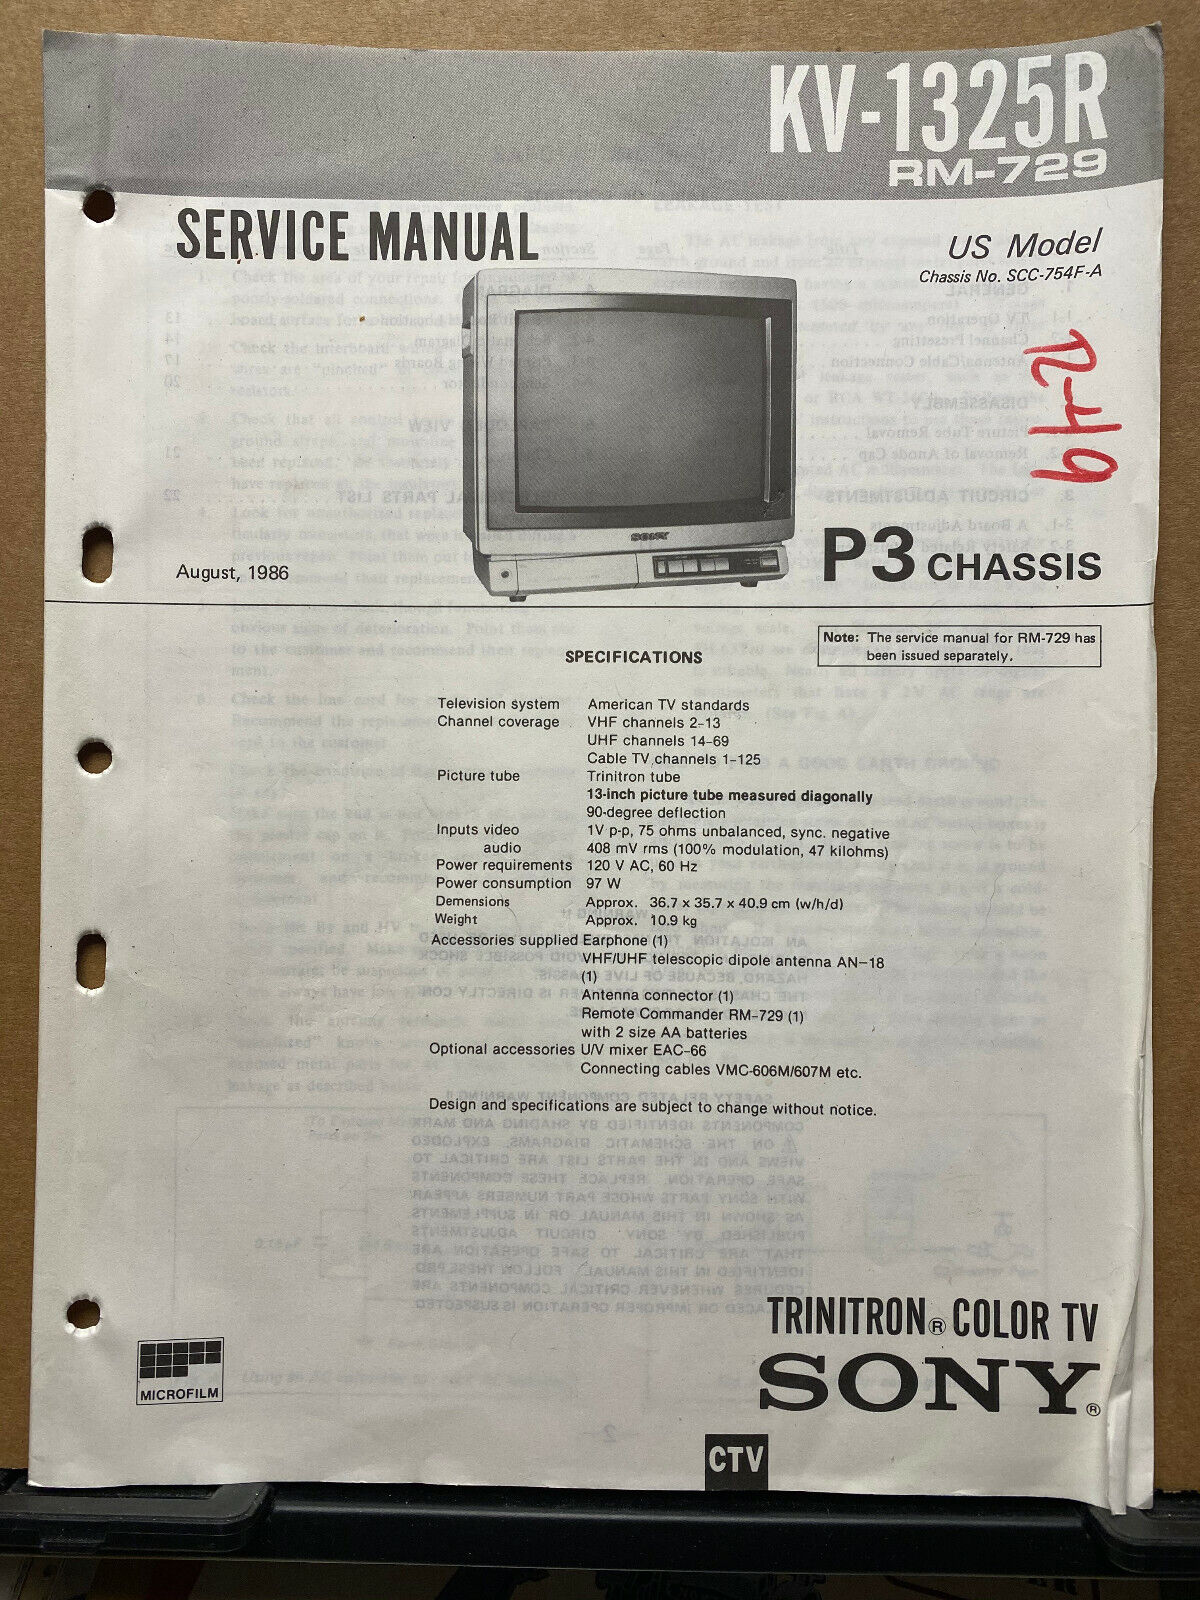 KV-1325R
RM-729
SERVICE MANUAL
US Model
Chassis No. SCC-754F-A
SONY
P3 CHASSIS
August, 1986
Note: The service manual for RM-729 has
been issued separately.
SPECIFICATIONS
Television system American TV standards
Channel coverage VHF channels 2-13
UHF channels 14-69
Cable TV channels 1-125
Picture tube Trinitron tube
13-inch picture tube measured diagonally
90-degree deflection
Inputs video 1V p-p, 75 ohms unbalanced, sync. negative
audio 408 mV rms (100% modulation, 47 kilohms)
Power requirements 120 V AC, 60 Hz
Power consumption 97 W
Demensions Approx. 36.7 x 35.7 x 40.9 cm (w/h/d)
Weight Approx. 10.9 kg
Accessories supplied Earphone (1)
VHF/UHF telescopic dipole antenna AN-18
(1)
Antenna connector (1)
Remote Commander RM-729 (1)
with 2 size AA batteries
Optional accessories U/V mixer EAC-66
Connecting cables VMC-606M/607M etc.
Design and specifications are subject to change without notice.
TRINITRON® COLOR TV
SONY®
MICROFILM
CTV